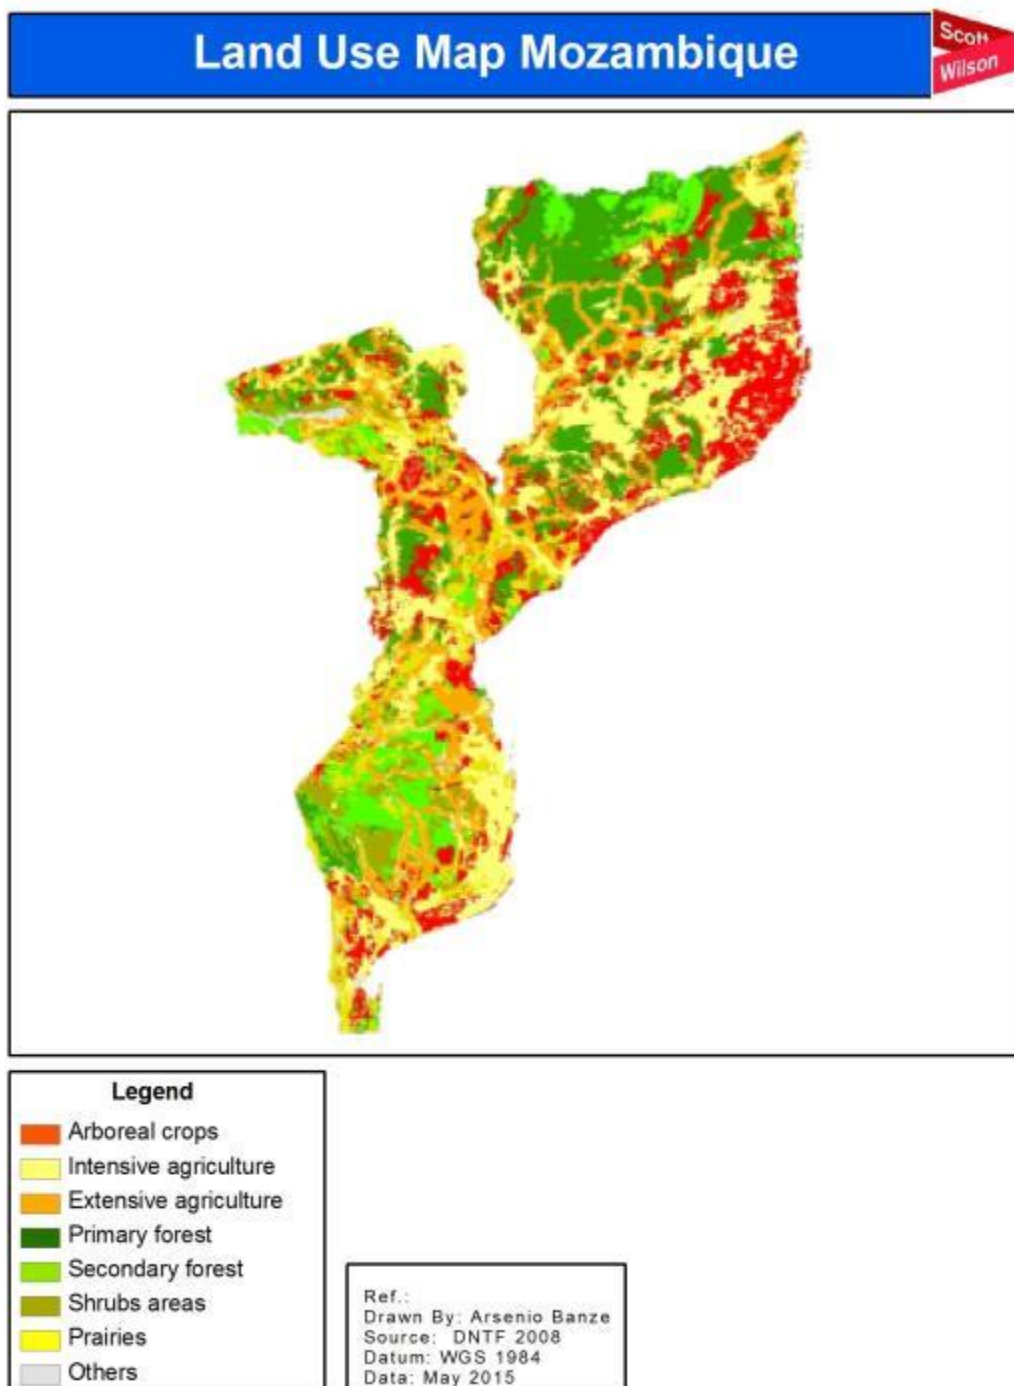 Land Use Map Mozambique
Scott
Wilson
Legend
Arboreal crops
Intensive agriculture
Extensive agriculture
Primary forest
Secondary forest
Shrubs areas
Prairies
Others
Ref.:
Drawn By: Arsenio Banze
Source: DNTF 2008
Datum: WGS 1984
Data: May 2015